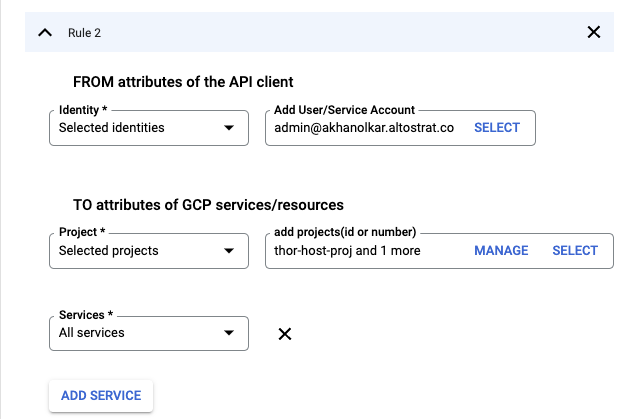 Rule 2
FROM attributes of the API client
Identity *
Selected identities
Add User/Service Account
admin@akhanolkar.altostrat.co
SELECT
TO attributes of GCP services/resources
Project *
Selected projects
add projects(id or number)
thor-host-proj and 1 more
MANAGE
SELECT
Services *
All services
ADD SERVICE